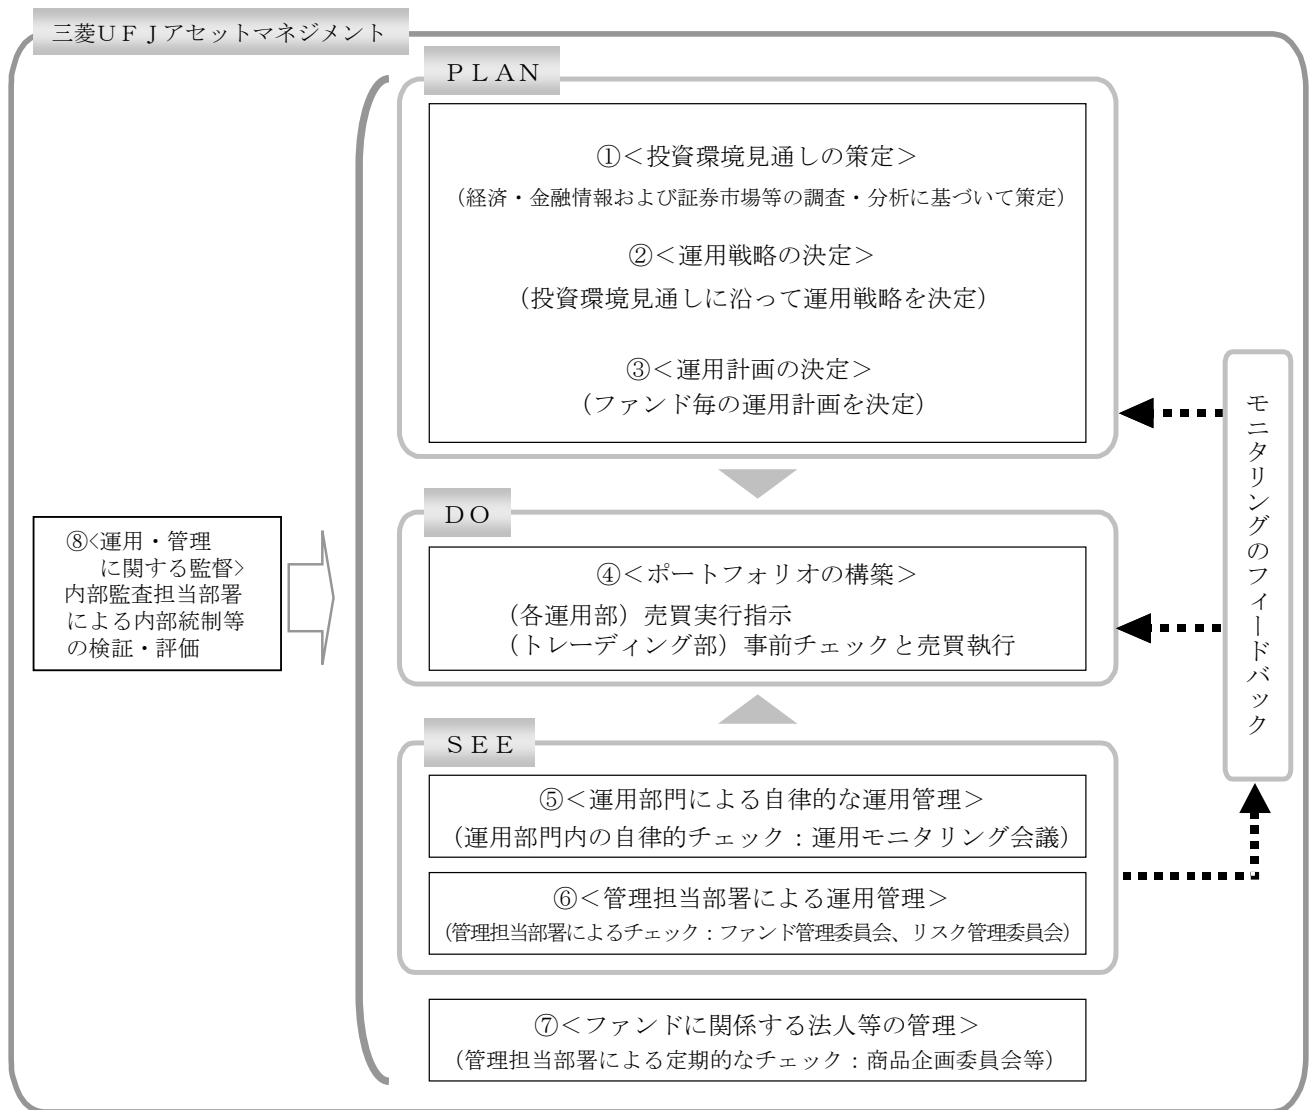 三菱ＵＦＪアセットマネジメント
ＰＬＡＮ
①＜投資環境見通しの策定＞
（経済・金融情報および証券市場等の調査・分析に基づいて策定）
②＜運用戦略の決定＞
（投資環境見通しに沿って運用戦略を決定）
③＜運用計画の決定＞
（ファンド毎の運用計画を決定）
ＤＯ
④＜ポートフォリオの構築＞
（各運用部）売買実行指示
（トレーディング部）事前チェックと売買執行
ＳＥＥ
⑤＜運用部門による自律的な運用管理＞
（運用部門内の自律的チェック：運用モニタリング会議）
⑥＜管理担当部署による運用管理＞
（管理担当部署によるチェック：ファンド管理委員会、リスク管理委員会）
⑦＜ファンドに関係する法人等の管理＞
（管理担当部署による定期的なチェック：商品企画委員会等）
⑧<運用・管理
に関する監督>
内部監査担当部署
による内部統制等
の検証・評価
モニタリングのフィードバック